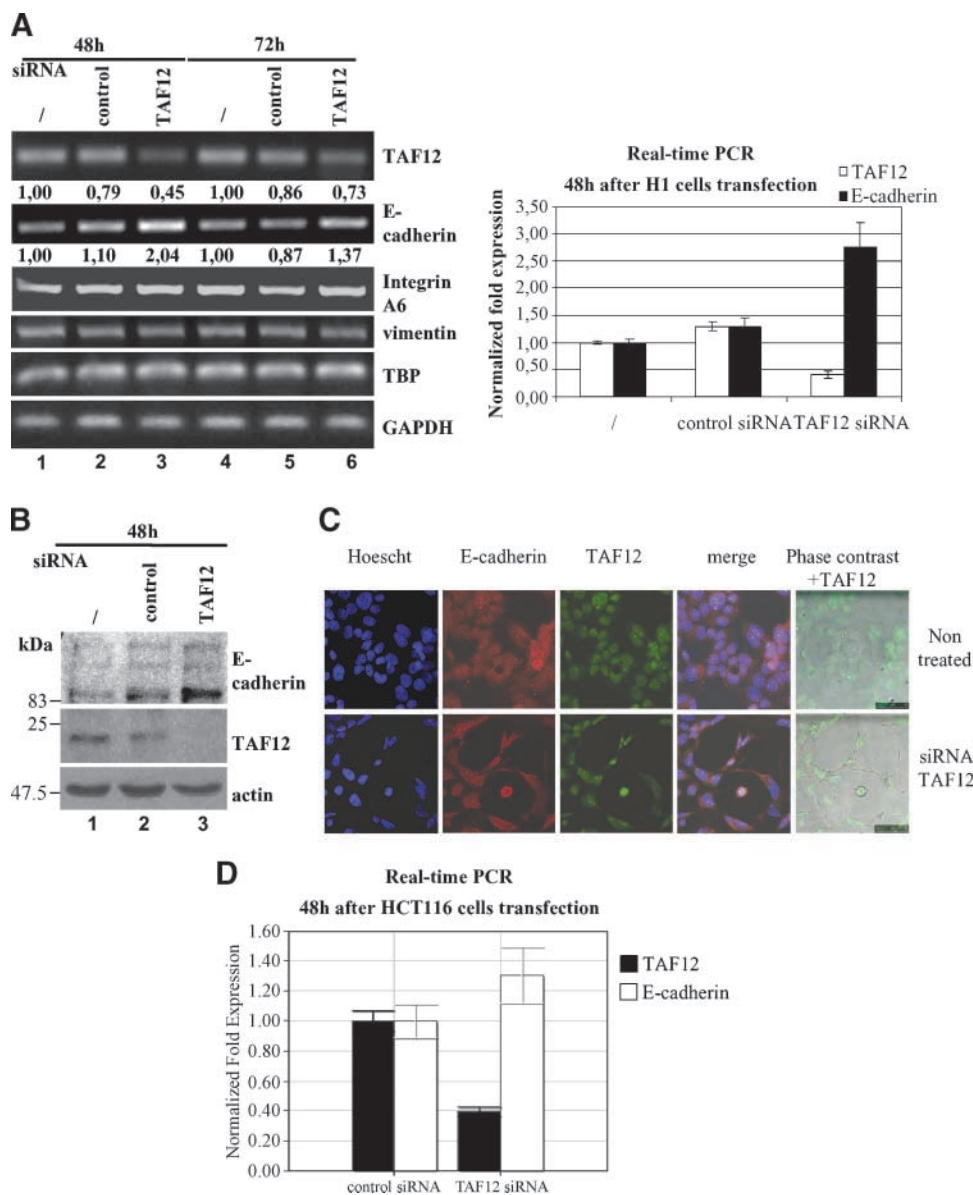 A
48h 72h
siRNA / control TAF12 / control TAF12
TAF12
1,00 0,79 0,45 1,00 0,86 0,73
E-
cadherin
1,00 1,10 2,04 1,00 0,87 1,37
Integrin
A6
vimentin
TBP
GAPDH
1 2 3 4 5 6
Real-time PCR
48h after H1 cells transfection
TAF12
E-cadherin
Normalized fold expression
3,50
3,00
2,50
2,00
1,50
1,00
0,50
0,00
/ control siRNA TAF12 siRNA
B
48h
siRNA / control TAF12
kDa
E-
cadherin
83
25
TAF12
47.5
actin
1 2 3
C
Hoescht E-cadherin TAF12 merge Phase contrast
+TAF12
Non
treated
siRNA
TAF12
D
Real-time PCR
48h after HCT116 cells transfection
TAF12
E-cadherin
Normalized Fold Expression
1.60
1.40
1.20
1.00
0.80
0.60
0.40
0.20
0.00
control siRNA TAF12 siRNA